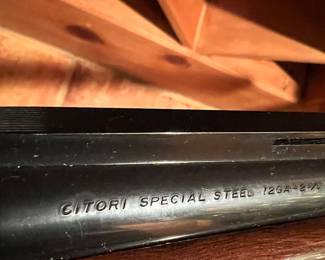 CITORI SPECIAL STEEL 12GA-2¾